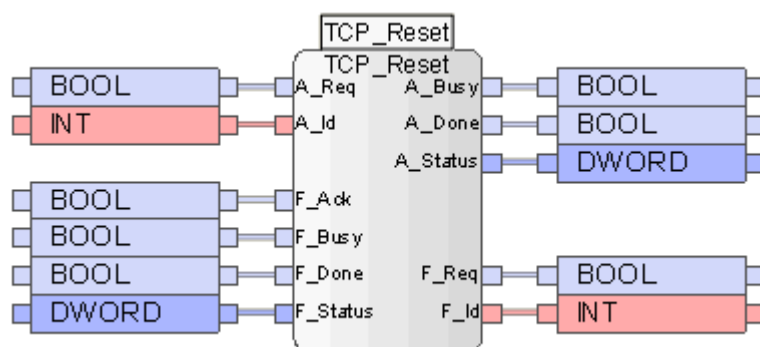 TCP_Reset
TCP_Reset
BOOL A_Req A_Busy BOOL
INT A_Id A_Done BOOL
A_Status DWORD
BOOL F_Ack
BOOL F_Busy
BOOL F_Done F_Req BOOL
DWORD F_Status F_Id INT